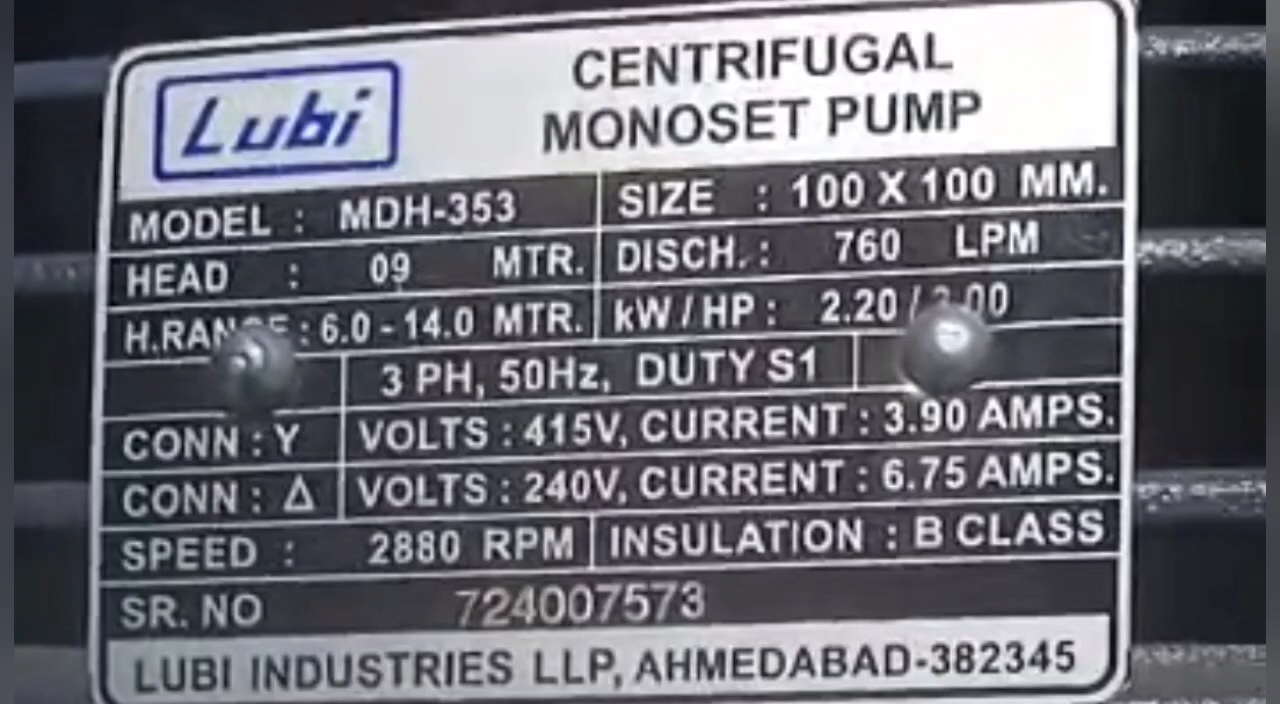 Lubi
CENTRIFUGAL
MONOSET PUMP
MODEL : MDH-353 SIZE : 100 X 100 MM.
HEAD : 09 MTR. DISCH. : 760 LPM
: 6.0 - 14.0 MTR. kW / HP : 2.20 /
3 PH, 50Hz, DUTY S1
CONN : Y VOLTS : 415V, CURRENT : 3.90 AMPS.
CONN : Δ VOLTS : 240V, CURRENT : 6.75 AMPS.
SPEED : 2880 RPM INSULATION : B CLASS
SR. NO 724007573
LUBI INDUSTRIES LLP, AHMEDABAD-382345